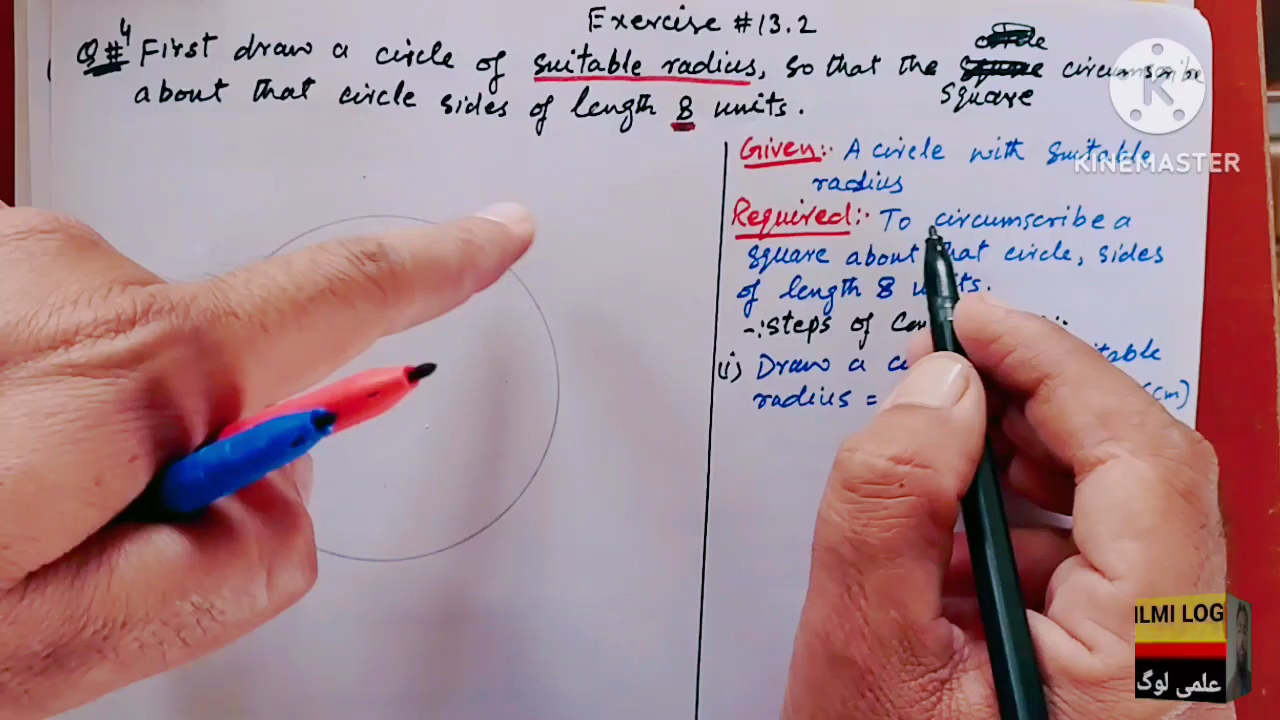 Exercise #13.2
Q#4 First draw a circle of suitable radius, so that the square circumscribe
about that circle sides of length 8 units.
Given:- A circle with suitable
radius
Required:- To circumscribe a
square about that circle, sides
of length 8 units.
-:steps of
(i) Draw a
radius = (cm)
KINEMASTER
K
ILMI LOG
علمی لوگ